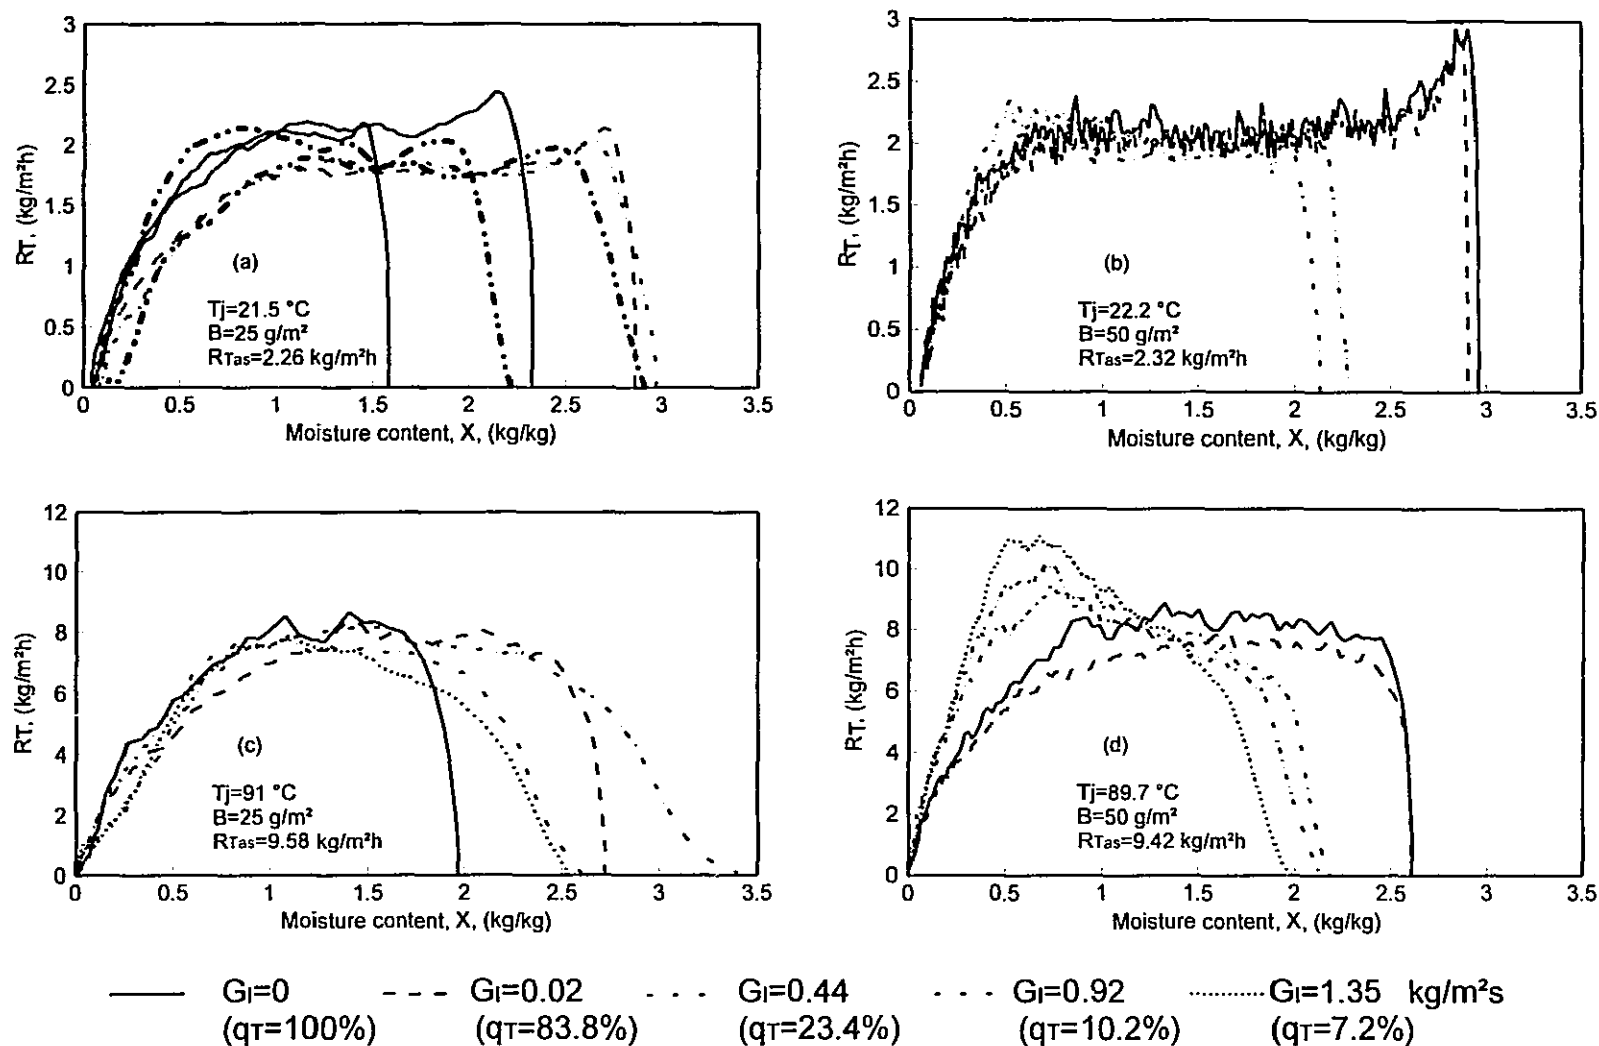 3
2.5
2
1.5
1
0.5
0
RT, (kg/m²h)
(a)
Tj=21.5 °C
B=25 g/m²
RTas=2.26 kg/m²h
0 0.5 1 1.5 2 2.5 3 3.5
Moisture content, X, (kg/kg)
3
2.5
2
1.5
1
0.5
0
RT, (kg/m²h)
(b)
Tj=22.2 °C
B=50 g/m²
RTas=2.32 kg/m²h
0 0.5 1 1.5 2 2.5 3 3.5
Moisture content, X, (kg/kg)
12
10
8
6
4
2
0
RT, (kg/m²h)
(c)
Tj=91 °C
B=25 g/m²
RTas=9.58 kg/m²h
0 0.5 1 1.5 2 2.5 3 3.5
Moisture content, X, (kg/kg)
12
10
8
6
4
2
0
RT, (kg/m²h)
(d)
Tj=89.7 °C
B=50 g/m²
RTas=9.42 kg/m²h
0 0.5 1 1.5 2 2.5 3 3.5
Moisture content, X, (kg/kg)
GI=0 GI=0.02 GI=0.44 GI=0.92 GI=1.35 kg/m²s
(qT=100%) (qT=83.8%) (qT=23.4%) (qT=10.2%) (qT=7.2%)